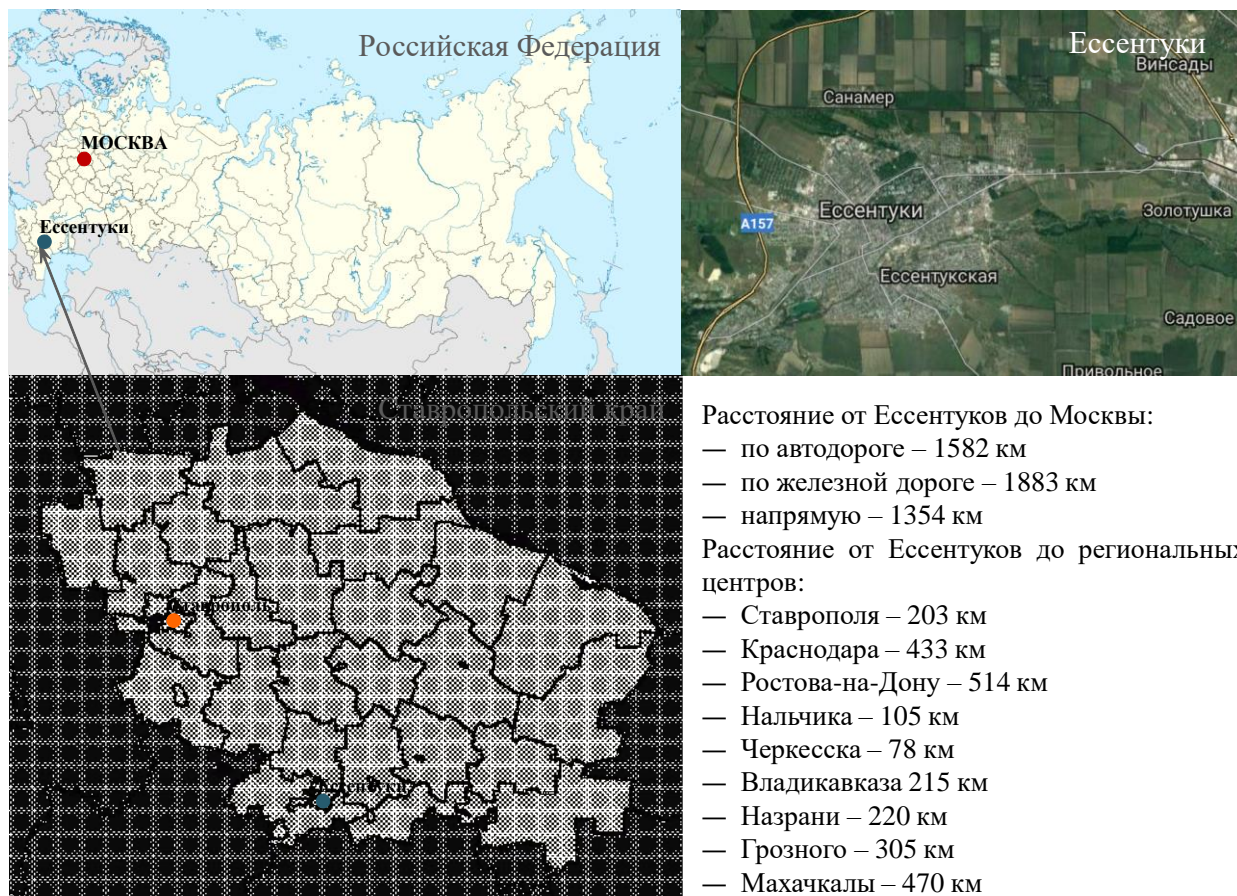 Российская Федерация
МОСКВА
Ессентуки
Ессентуки
Винсады
Санамер
Ессентуки
A157
Золотушка
Ессентукская
Садовое
Привольное
Ставропольский край
Ставрополь
Ессентуки
Расстояние от Ессентуков до Москвы:
— по автодороге – 1582 км
— по железной дороге – 1883 км
— напрямую – 1354 км
Расстояние от Ессентуков до региональных
центров:
— Ставрополя – 203 км
— Краснодара – 433 км
— Ростова-на-Дону – 514 км
— Нальчика – 105 км
— Черкесска – 78 км
— Владикавказа 215 км
— Назрани – 220 км
— Грозного – 305 км
— Махачкалы – 470 км